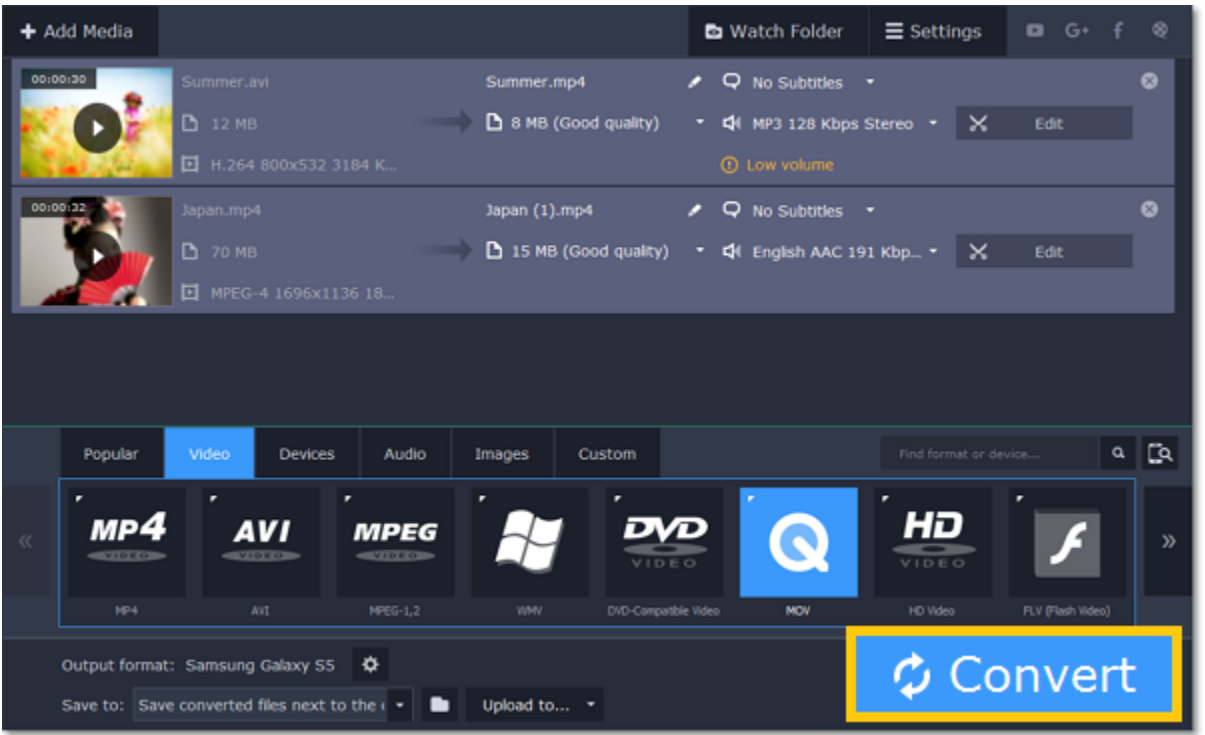 Add Media
Watch Folder
Settings
G+
f
00:00:30
Summer.avi
Summer.mp4
No Subtitles
12 MB
8 MB (Good quality)
MP3 128 Kbps Stereo
Edit
H.264 800x532 3184 K...
Low volume
00:00:32
Japan.mp4
Japan (1).mp4
No Subtitles
70 MB
15 MB (Good quality)
English AAC 191 Kbp...
Edit
MPEG-4 1696x1136 18...
Popular
Video
Devices
Audio
Images
Custom
Find format or device....
MP4 VIDEO
AVI VIDEO
MPEG VIDEO
DVD VIDEO
HD VIDEO
MP4
AVI
MPEG-1,2
WMV
DVD-Compatible Video
MOV
HD Video
FLV (Flash Video)
Output format: Samsung Galaxy S5
Convert
Save to:
Save converted files next to the
Upload to...